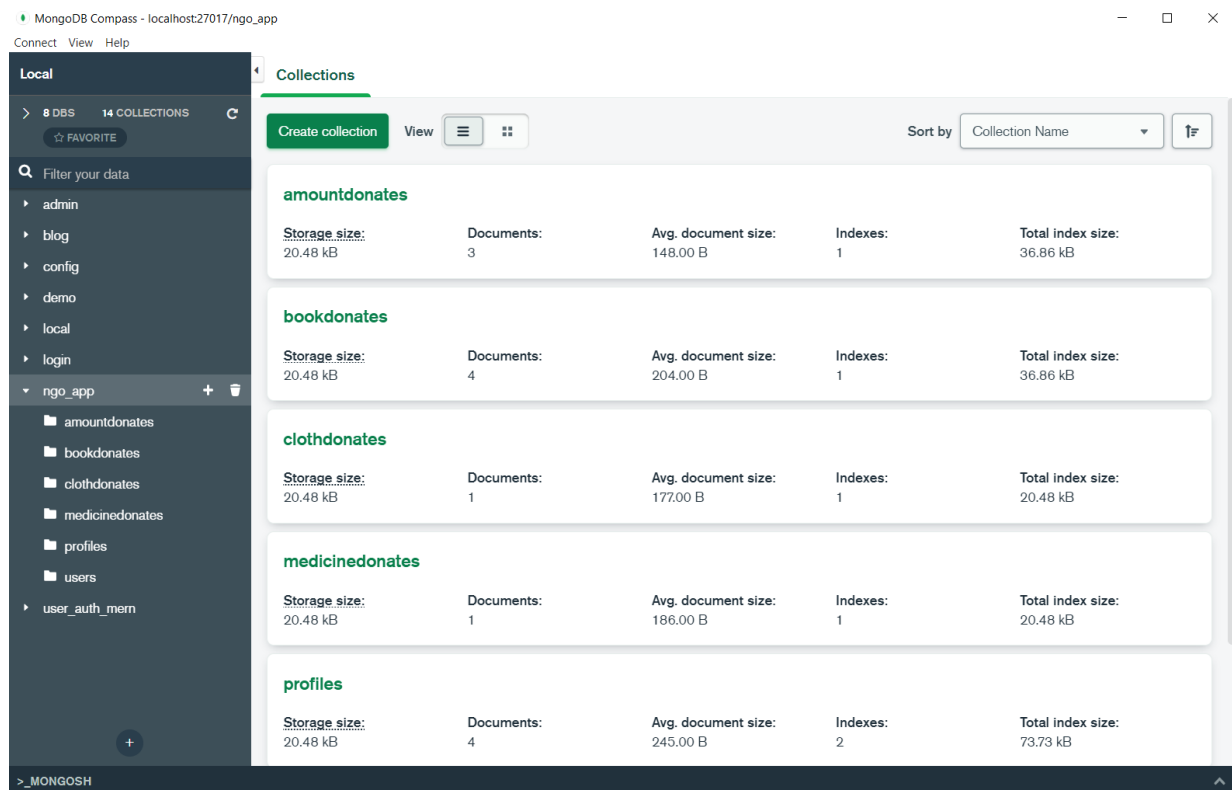 MongoDB Compass - localhost:27017/ngo_app
Connect View Help
Local
8 DBS 14 COLLECTIONS
FAVORITE
Filter your data
admin
blog
config
demo
local
login
ngo_app
amountdonates
bookdonates
clothdonates
medicinedonates
profiles
users
user_auth_mern
Collections
Create collection View Sort by Collection Name
amountdonates
Storage size: Documents: Avg. document size: Indexes: Total index size:
20.48 kB 3 148.00 B 1 36.86 kB
bookdonates
Storage size: Documents: Avg. document size: Indexes: Total index size:
20.48 kB 4 204.00 B 1 36.86 kB
clothdonates
Storage size: Documents: Avg. document size: Indexes: Total index size:
20.48 kB 1 177.00 B 1 20.48 kB
medicinedonates
Storage size: Documents: Avg. document size: Indexes: Total index size:
20.48 kB 1 186.00 B 1 20.48 kB
profiles
Storage size: Documents: Avg. document size: Indexes: Total index size:
20.48 kB 4 245.00 B 2 73.73 kB
>_MONGOSH